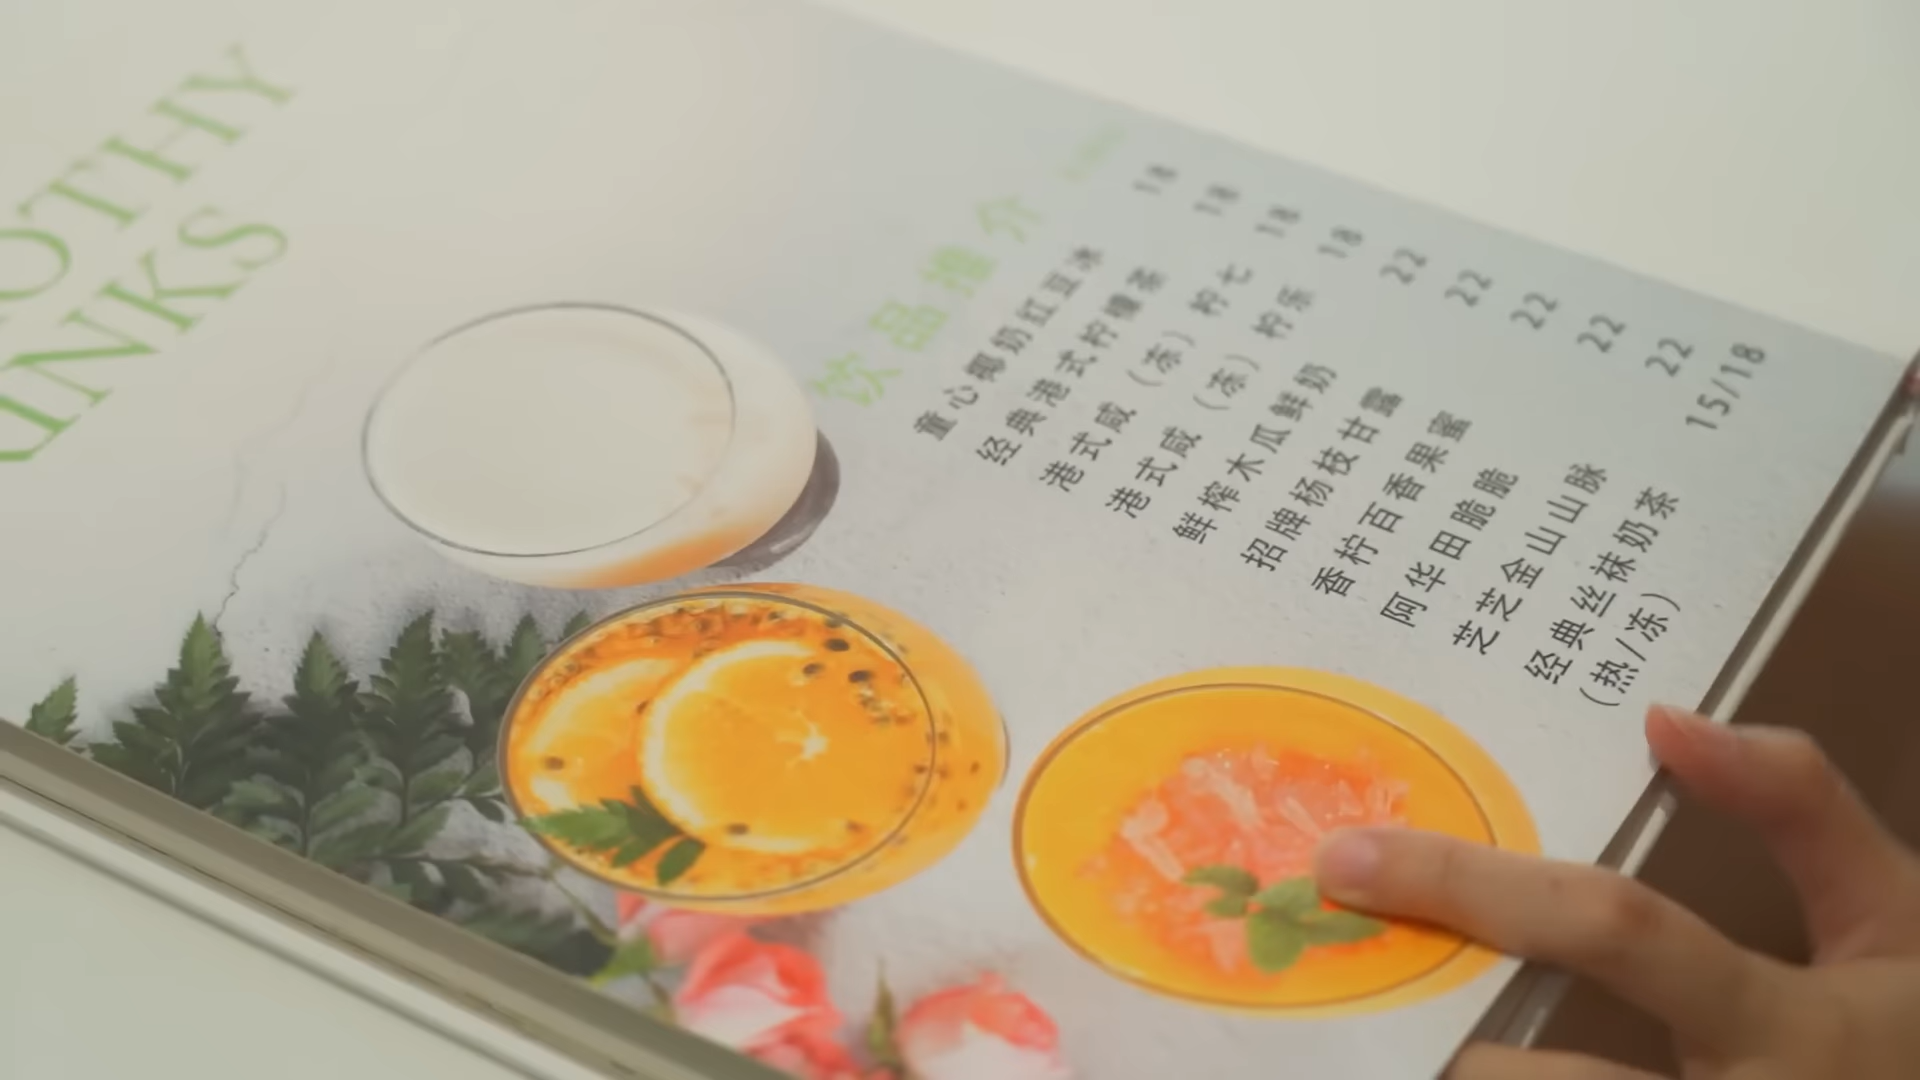 OTHY
INKS
饮品推介
童心椰奶红豆冰 18
经典港式柠檬茶 18
港式咸（冻）柠七 18
港式咸（冻）柠乐 18
鲜榨木瓜鲜奶 22
招牌杨枝甘露 22
香柠百香果蜜 22
阿华田脆脆 22
芝芝金山山脉 22
经典丝袜奶茶 15/18
（热/冻）